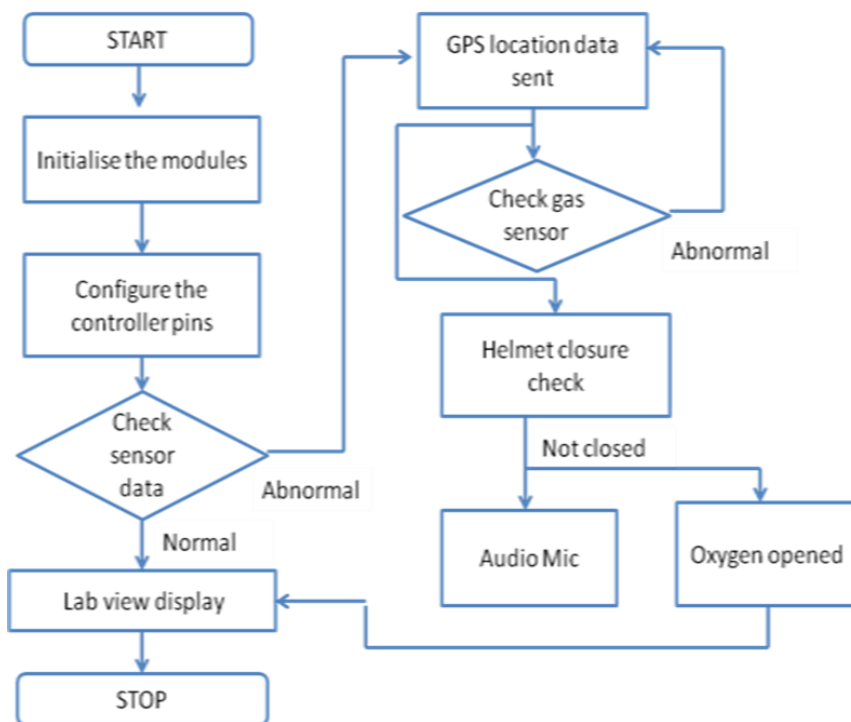 START
Initialise the modules
Configure the
controller pins
Check
sensor
data
Abnormal
Normal
Lab view display
STOP
GPS location data
sent
Check gas
sensor
Abnormal
Helmet closure
check
Not closed
Audio Mic
Oxygen opened